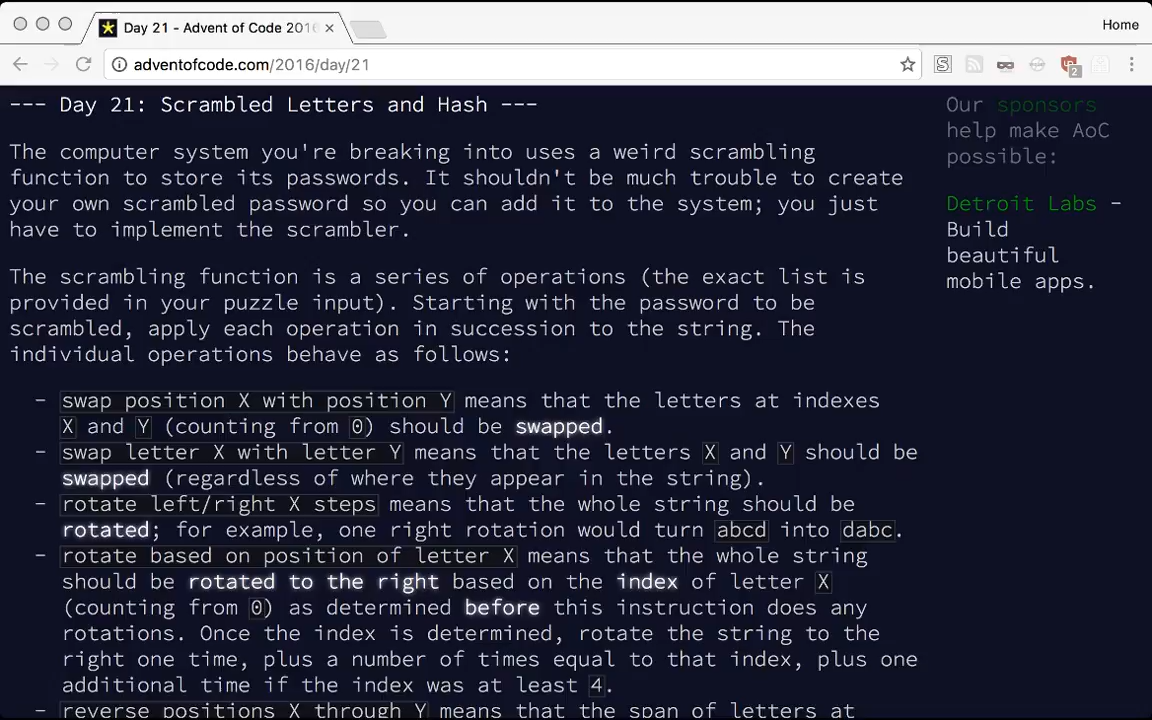 Day 21 - Advent of Code 2016
Home
adventofcode.com/2016/day/21
2
--- Day 21: Scrambled Letters and Hash ---
The computer system you're breaking into uses a weird scrambling
function to store its passwords. It shouldn't be much trouble to create
your own scrambled password so you can add it to the system; you just
have to implement the scrambler.
The scrambling function is a series of operations (the exact list is
provided in your puzzle input). Starting with the password to be
scrambled, apply each operation in succession to the string. The
individual operations behave as follows:
- swap position X with position Y means that the letters at indexes
X and Y (counting from 0) should be swapped.
- swap letter X with letter Y means that the letters X and Y should be
swapped (regardless of where they appear in the string).
- rotate left/right X steps means that the whole string should be
rotated; for example, one right rotation would turn abcd into dabc.
- rotate based on position of letter X means that the whole string
should be rotated to the right based on the index of letter X
(counting from 0) as determined before this instruction does any
rotations. Once the index is determined, rotate the string to the
right one time, plus a number of times equal to that index, plus one
additional time if the index was at least 4.
- reverse positions X through Y means that the span of letters at
Our sponsors
help make AoC
possible:
Detroit Labs -
Build
beautiful
mobile apps.